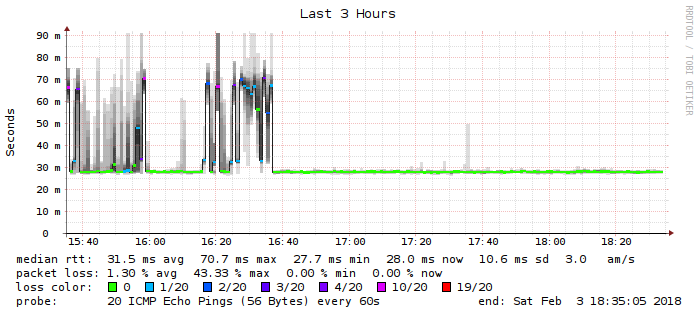 Last 3 Hours
RRDTOOL / TOBI OETIKER
Seconds
90 m
80 m
70 m
60 m
50 m
40 m
30 m
20 m
10 m
0
15:40 16:00 16:20 16:40 17:00 17:20 17:40 18:00 18:20
median rtt: 31.5 ms avg 70.7 ms max 27.7 ms min 28.0 ms now 10.6 ms sd 3.0 am/s
packet loss: 1.30 % avg 43.33 % max 0.00 % min 0.00 % now
loss color: 0 1/20 2/20 3/20 4/20 10/20 19/20
probe: 20 ICMP Echo Pings (56 Bytes) every 60s end: Sat Feb 3 18:35:05 2018